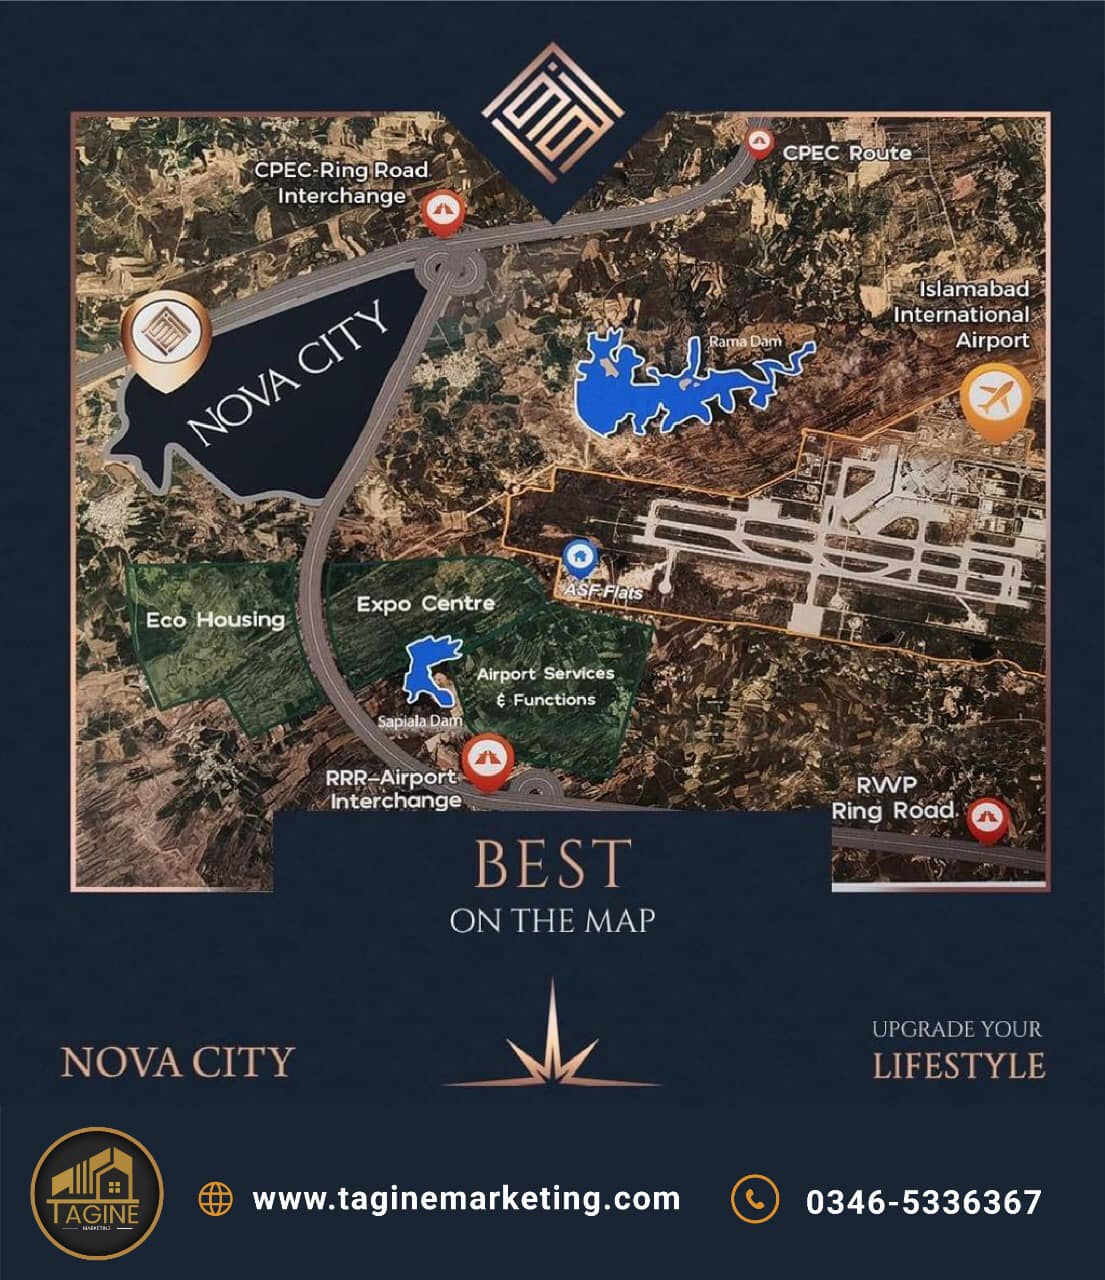 CPEC-Ring Road
Interchange
CPEC Route
Islamabad
International
Airport
NOVA CITY
Rama Dam
ASF Flats
Eco Housing
Expo Centre
Airport Services
& Functions
Sapiala Dam
RRR-Airport
Interchange
RWP
Ring Road
BEST
ON THE MAP
NOVA CITY
UPGRADE YOUR
LIFESTYLE
TAGINE
MARKETING
www.taginemarketing.com
0346-5336367